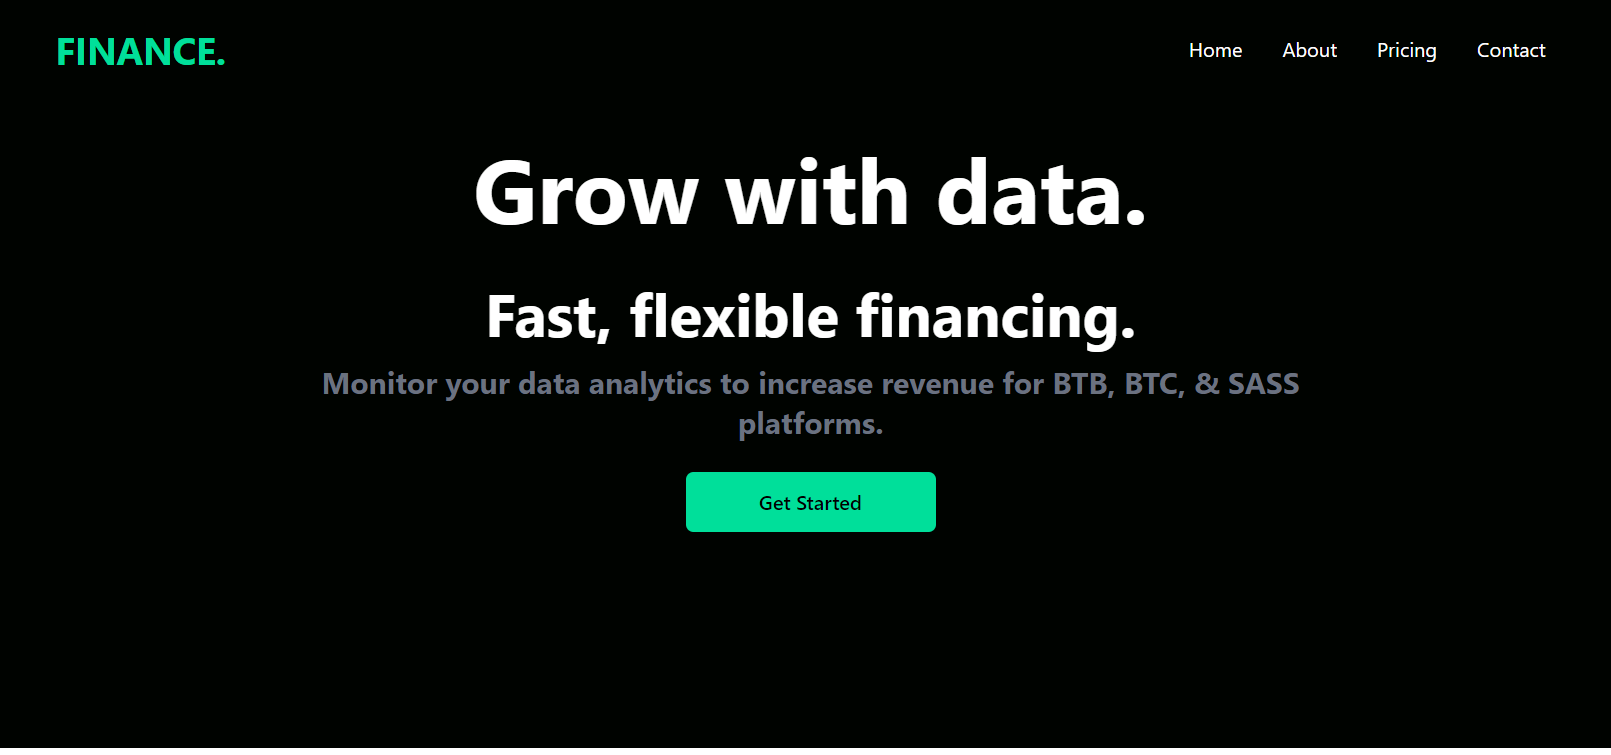 FINANCE.
Home About Pricing Contact
Grow with data.
Fast, flexible financing.
Monitor your data analytics to increase revenue for BTB, BTC, & SASS
platforms.
Get Started